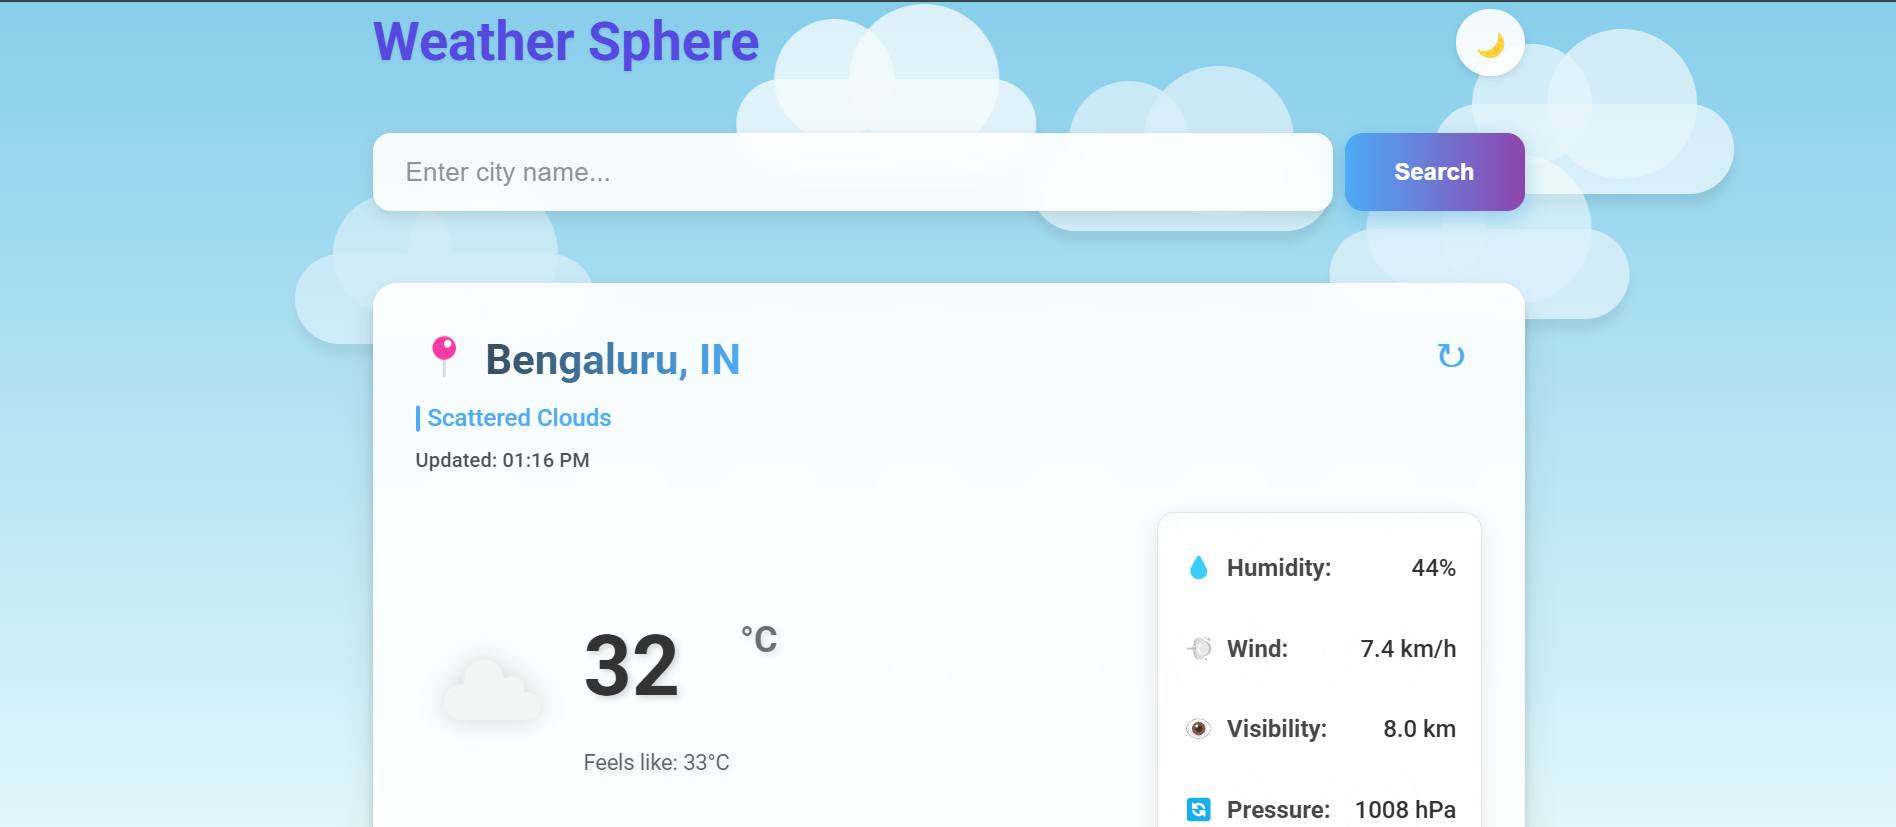 Weather Sphere
Enter city name...
Search
Bengaluru, IN
Scattered Clouds
Updated: 01:16 PM
32 °C
Feels like: 33°C
Humidity: 44%
Wind: 7.4 km/h
Visibility: 8.0 km
Pressure: 1008 hPa